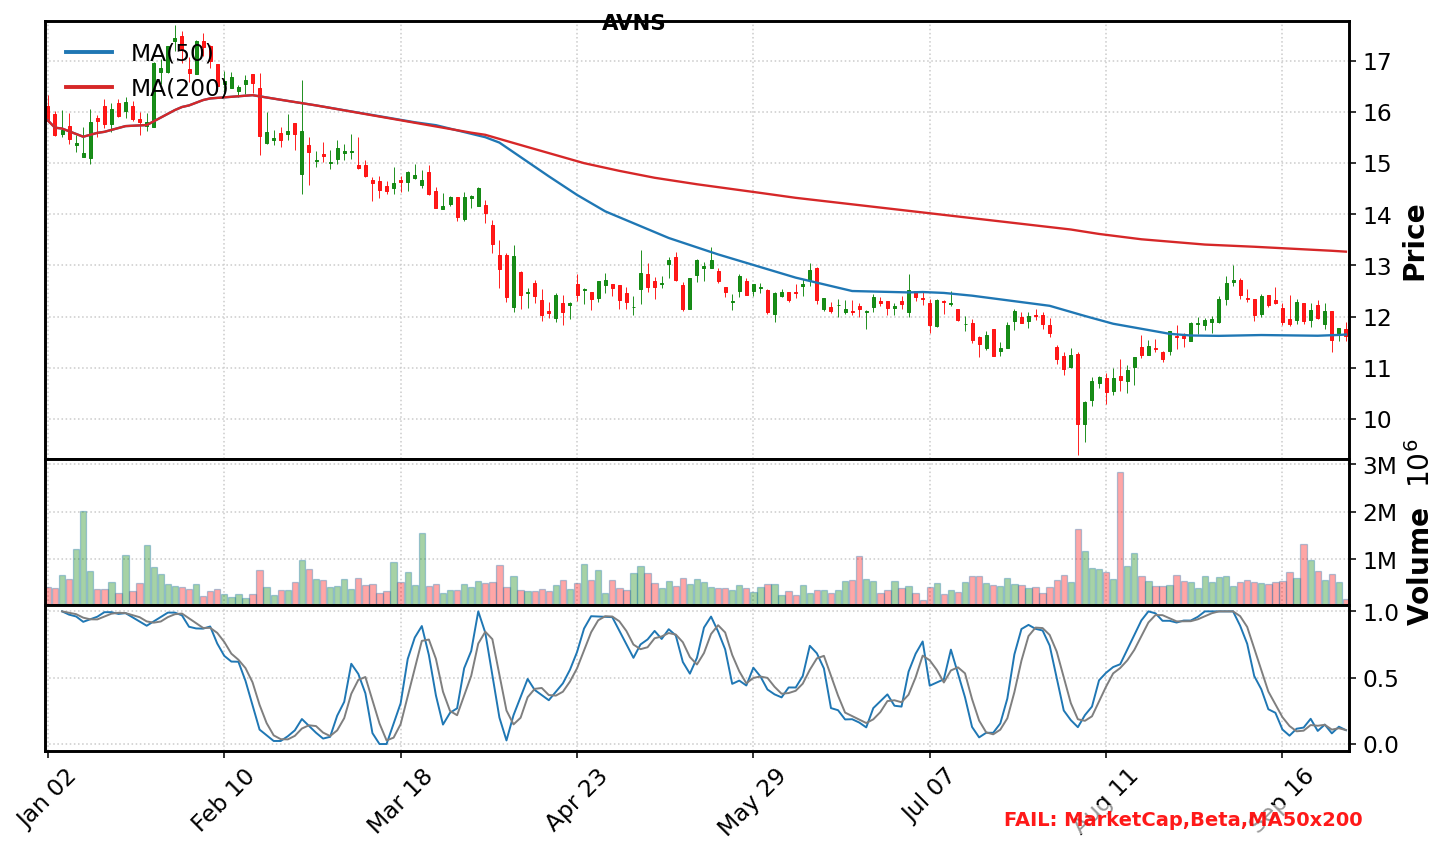 AVNS
MA(50)
MA(200)
17
16
15
14
13
12
11
10
Price
3M
2M
1M
Volume 10^6
1.0
0.5
0.0
Jan 02
Feb 10
Mar 18
Apr 23
May 29
Jul 07
Aug 11
Sep 16
FAIL: MarketCap,Beta,MA50x200